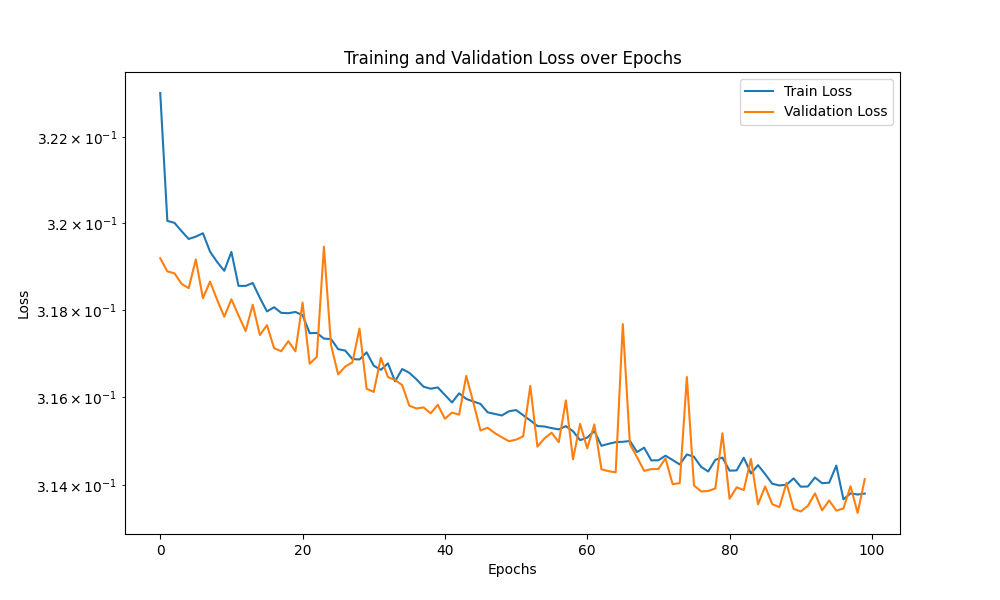 Training and Validation Loss over Epochs
Train Loss
Validation Loss
3.22 × 10⁻¹
3.2 × 10⁻¹
3.18 × 10⁻¹
3.16 × 10⁻¹
3.14 × 10⁻¹
Loss
0 20 40 60 80 100
Epochs